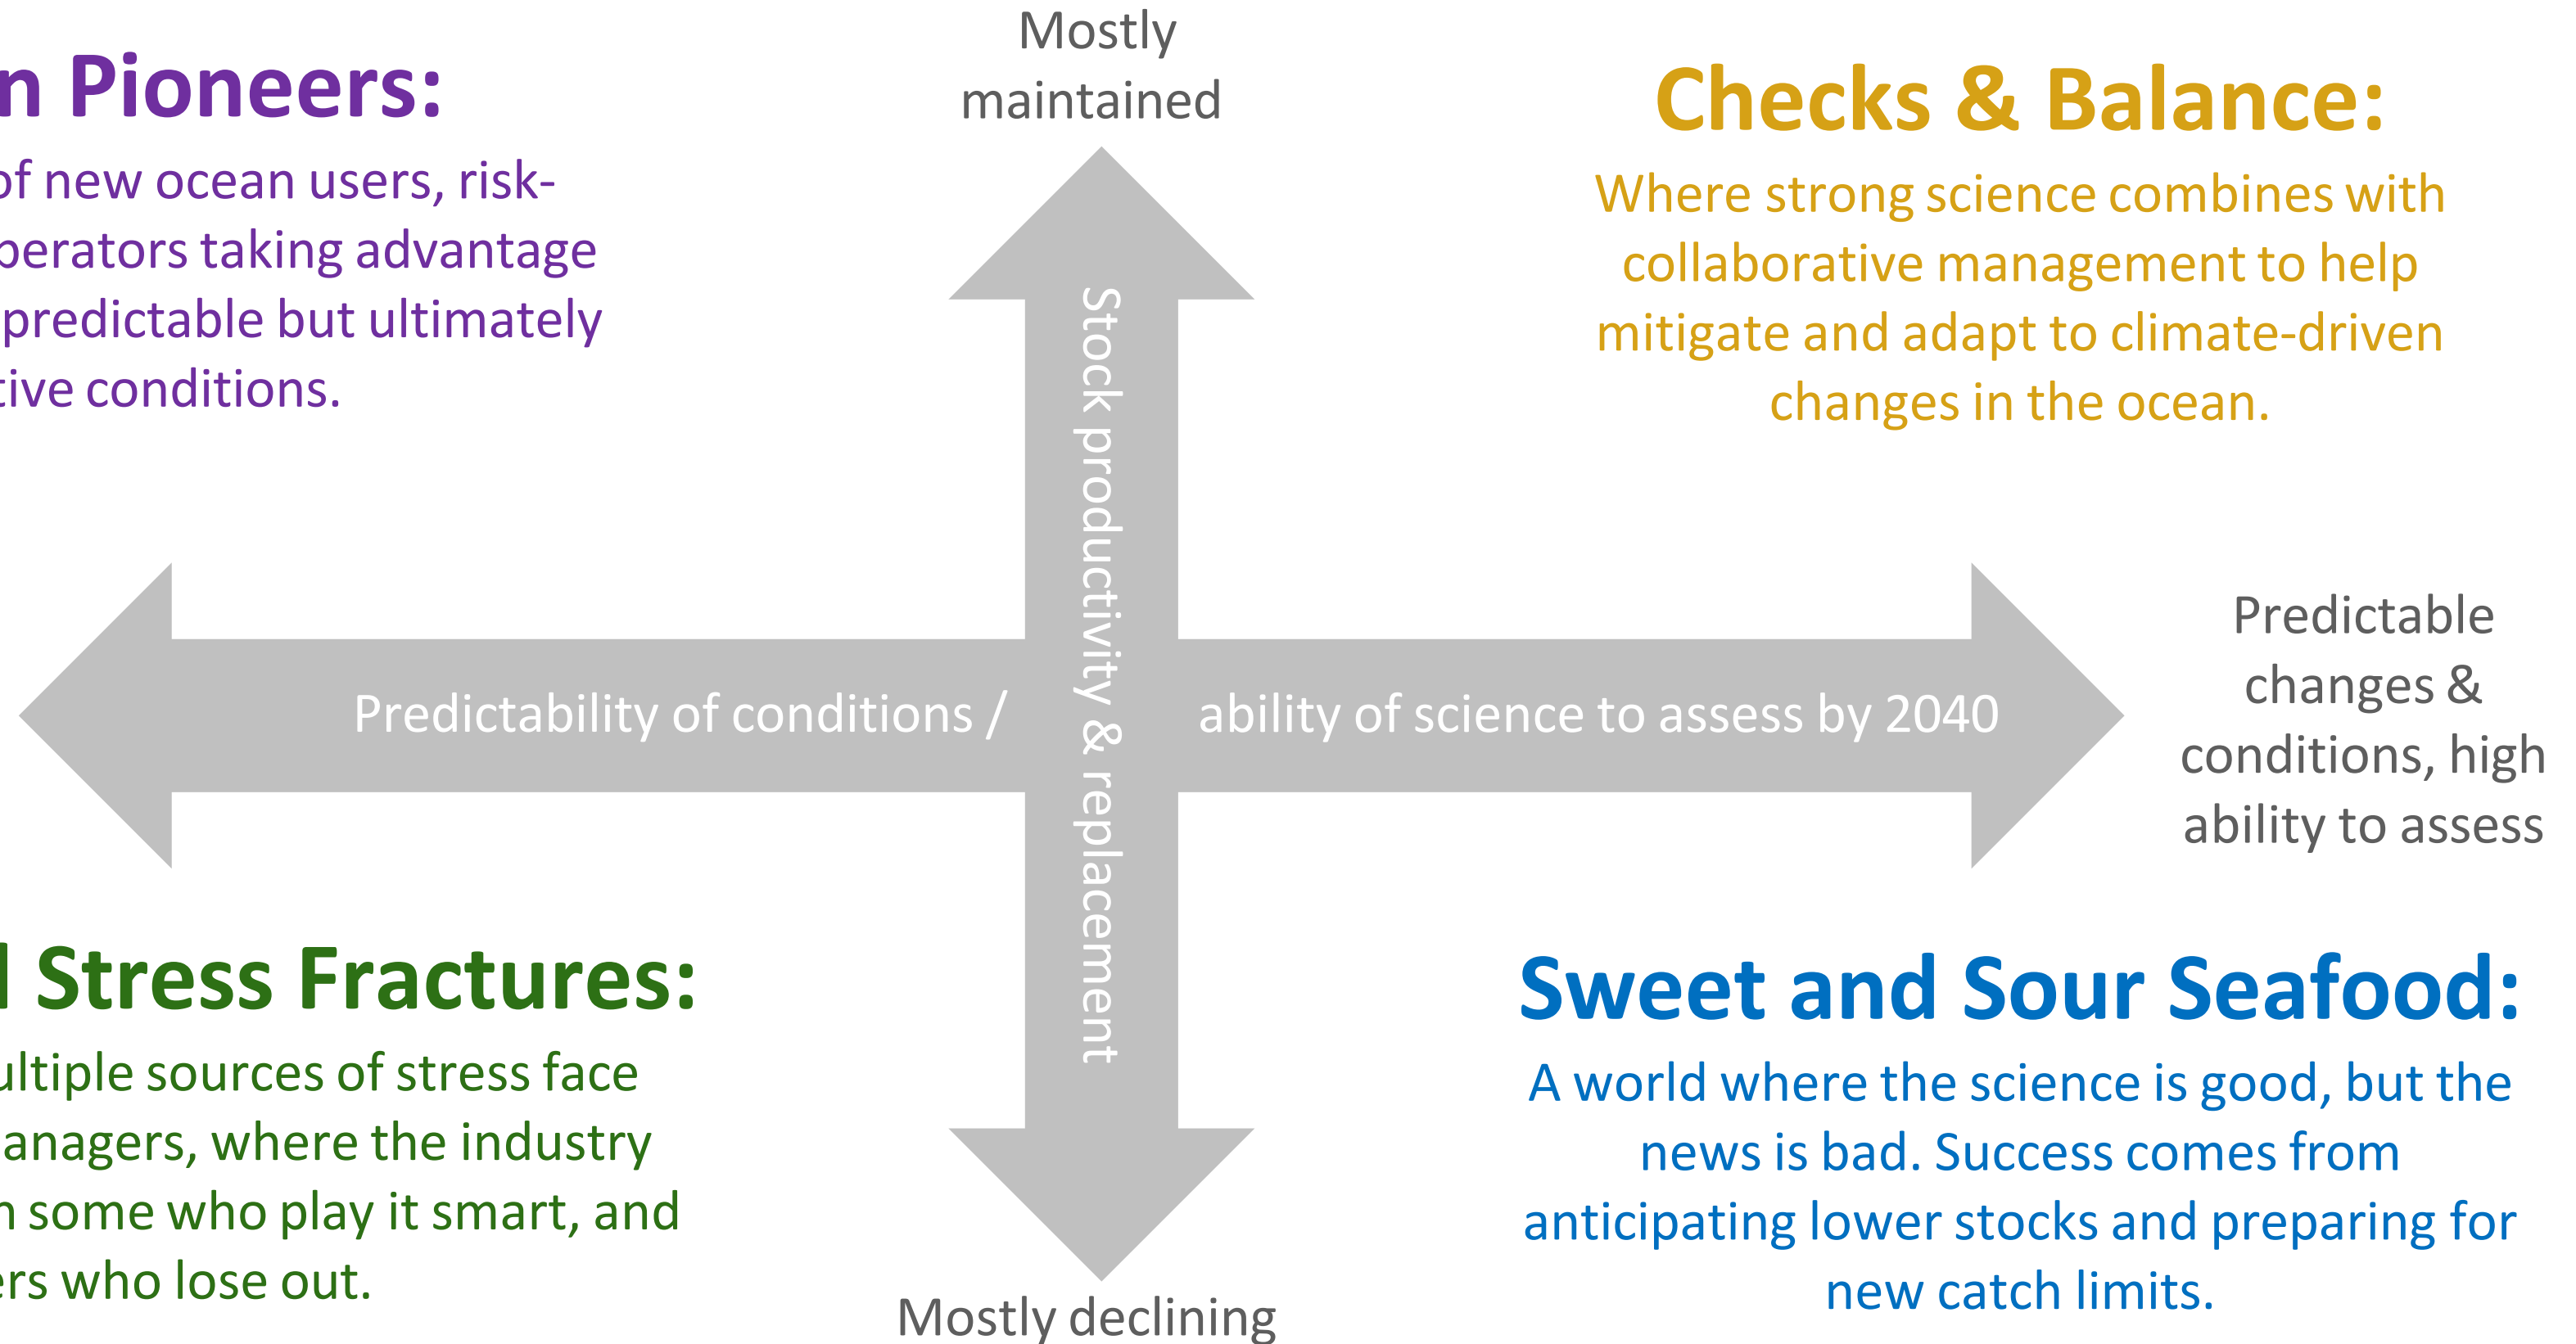 Mostly
maintained
n Pioneers:
of new ocean users, risk-
perators taking advantage
predictable but ultimately
tive conditions.
Checks & Balance:
Where strong science combines with
collaborative management to help
mitigate and adapt to climate-driven
changes in the ocean.
Stock productivity & replacement
Predictability of conditions /
ability of science to assess by 2040
Predictable
changes &
conditions, high
ability to assess
Stress Fractures:
ultiple sources of stress face
anagers, where the industry
some who play it smart, and
ers who lose out.
Sweet and Sour Seafood:
A world where the science is good, but the
news is bad. Success comes from
anticipating lower stocks and preparing for
new catch limits.
Mostly declining